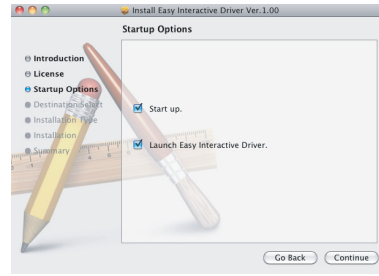 Install Easy Interactive Driver Ver.1.00
Startup Options
Introduction
License
Startup Options
Destination Select
Installation Type
Installation
Summary
Start up.
Launch Easy Interactive Driver.
Go Back
Continue